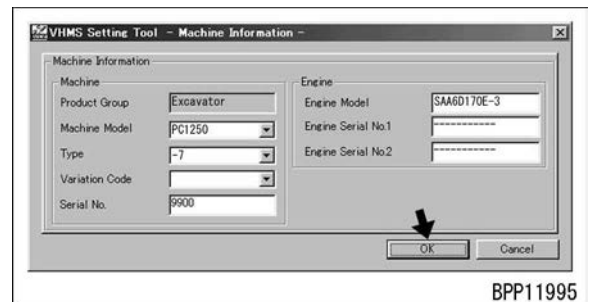 VHMS Setting Tool - Machine Information -
Machine Information
Machine
Product Group Excavator
Machine Model PC1250
Type -7
Variation Code
Serial No. 9900
Engine
Engine Model SAA6D170E-3
Engine Serial No.1 -----------
Engine Serial No.2 -----------
OK Cancel
BPP11995